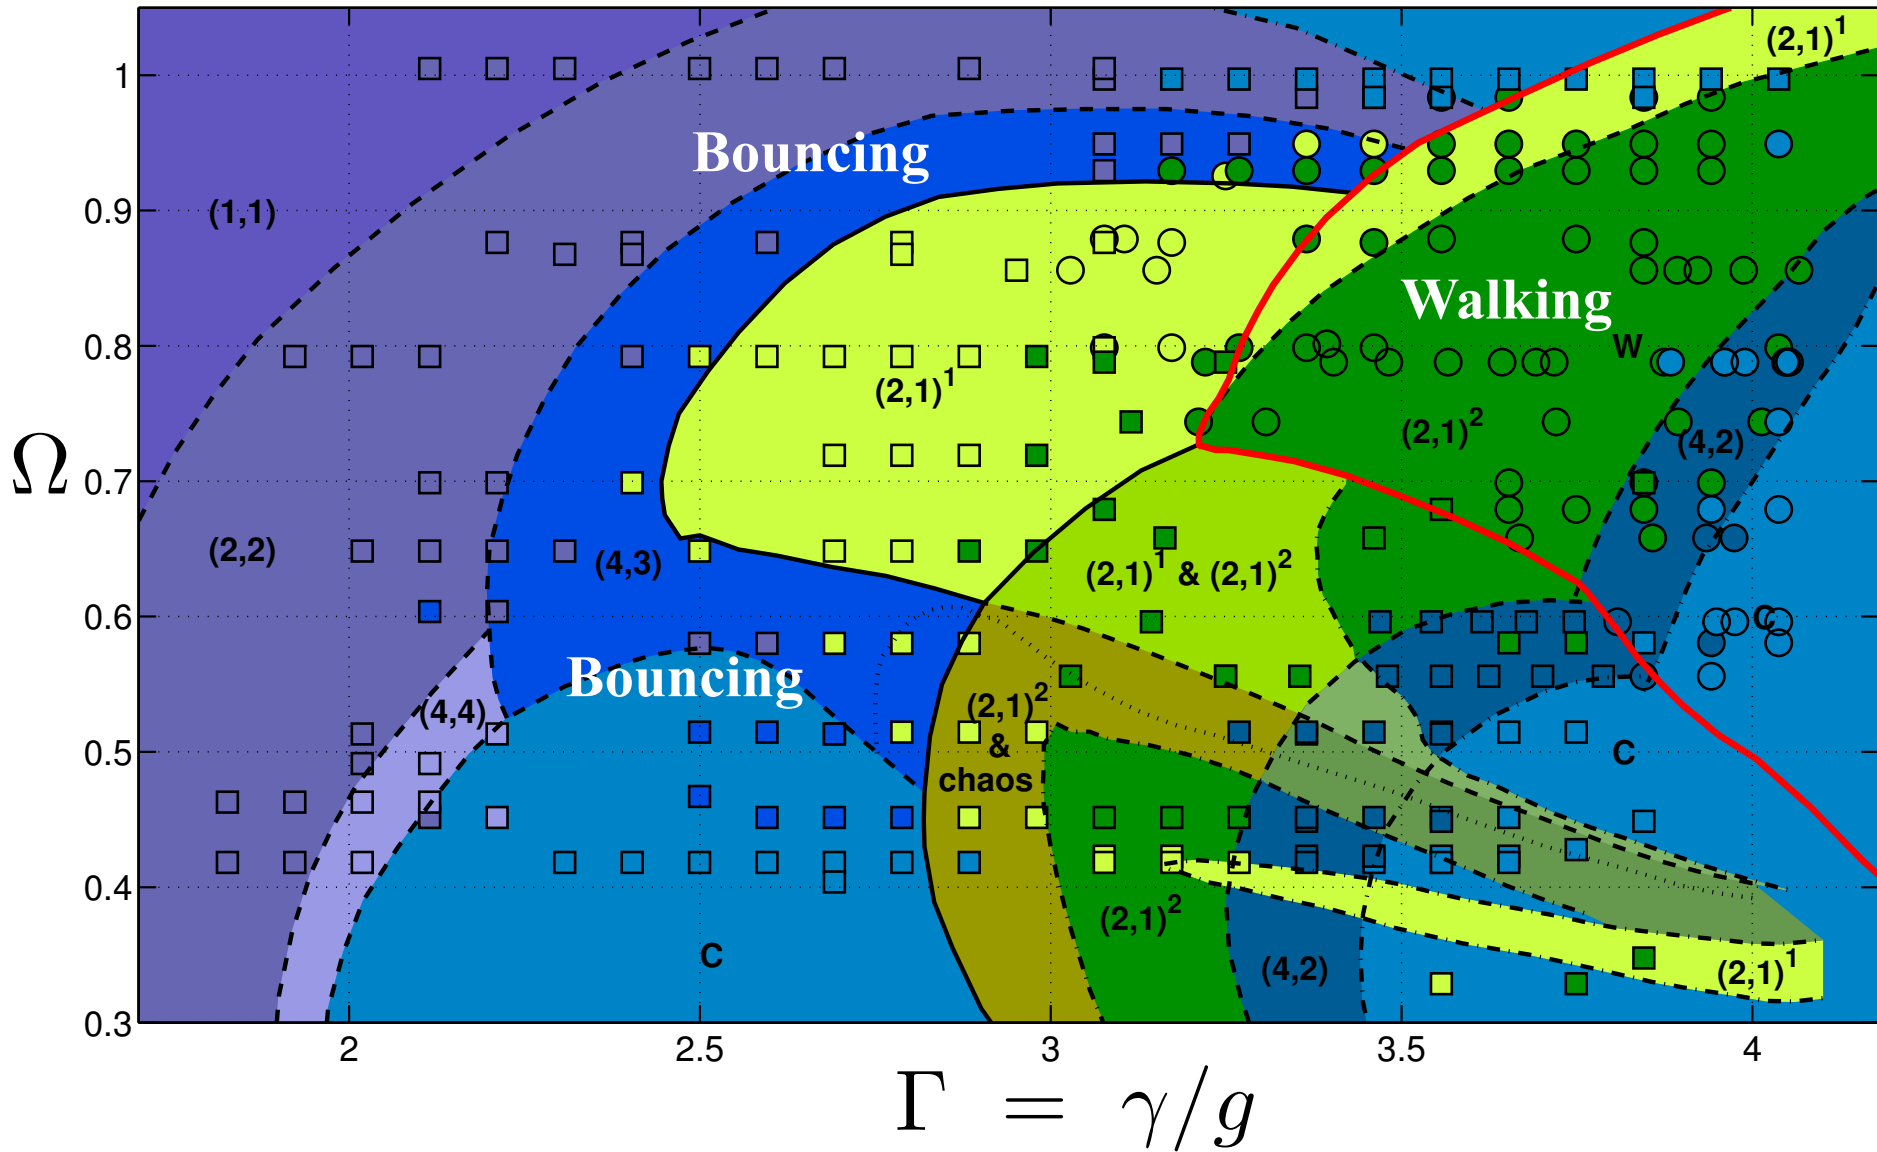 (2,1)¹
1
Bouncing
0.9
(1,1)
Walking
0.8
W
(2,1)¹
Ω
(2,1)²
(4,2)
0.7
(2,2)
(4,3)
(2,1)¹ & (2,1)²
0.6
C
Bouncing
(4,4)
(2,1)²
&
chaos
0.5
C
0.4
(2,1)²
C
(4,2)
(2,1)¹
0.3
2 2.5 3 3.5 4
Γ = γ/g